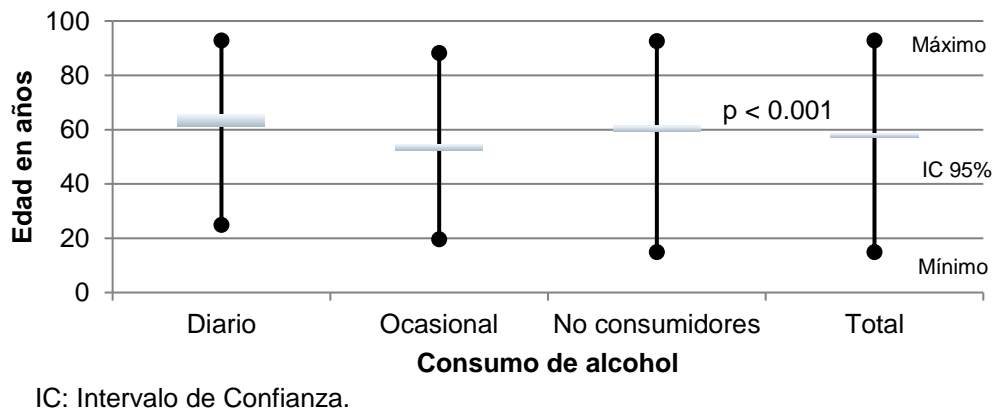 100
80
60
40
20
0
Edad en años
Máximo
p < 0.001
IC 95%
Mínimo
Diario
Ocasional
No consumidores
Total
Consumo de alcohol
IC: Intervalo de Confianza.